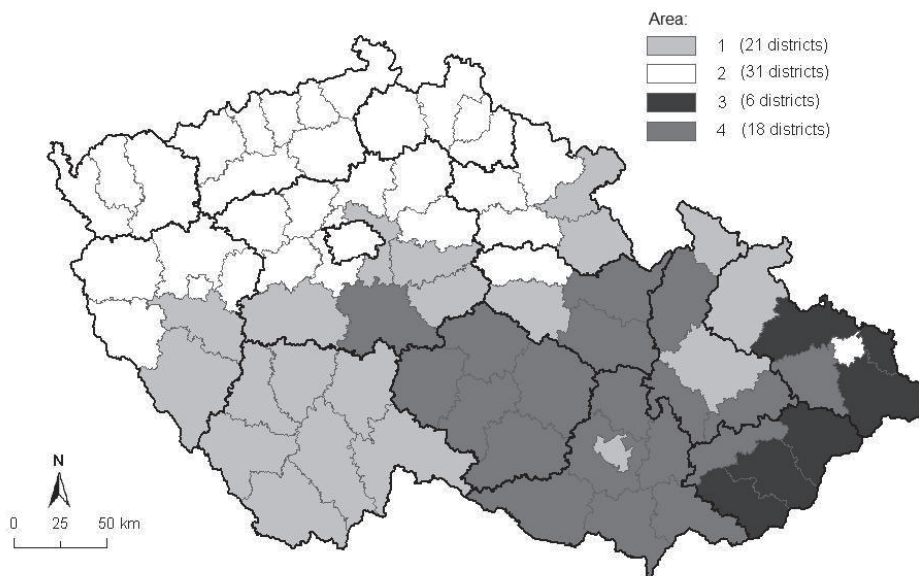 Area:
1 (21 districts)
2 (31 districts)
3 (6 districts)
4 (18 districts)
N
0 25 50 km